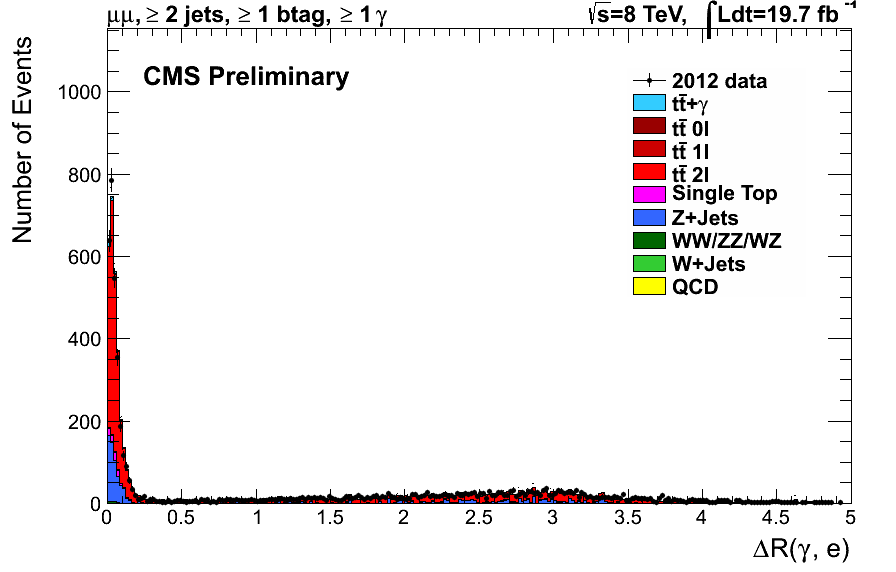 μμ, ≥ 2 jets, ≥ 1 btag, ≥ 1 γ
√s=8 TeV, ∫Ldt=19.7 fb⁻¹
CMS Preliminary
Number of Events
1000
800
600
400
200
0
2012 data
tt̄+γ
tt̄ 0l
tt̄ 1l
tt̄ 2l
Single Top
Z+Jets
WW/ZZ/WZ
W+Jets
QCD
0 0.5 1 1.5 2 2.5 3 3.5 4 4.5 5
ΔR(γ, e)